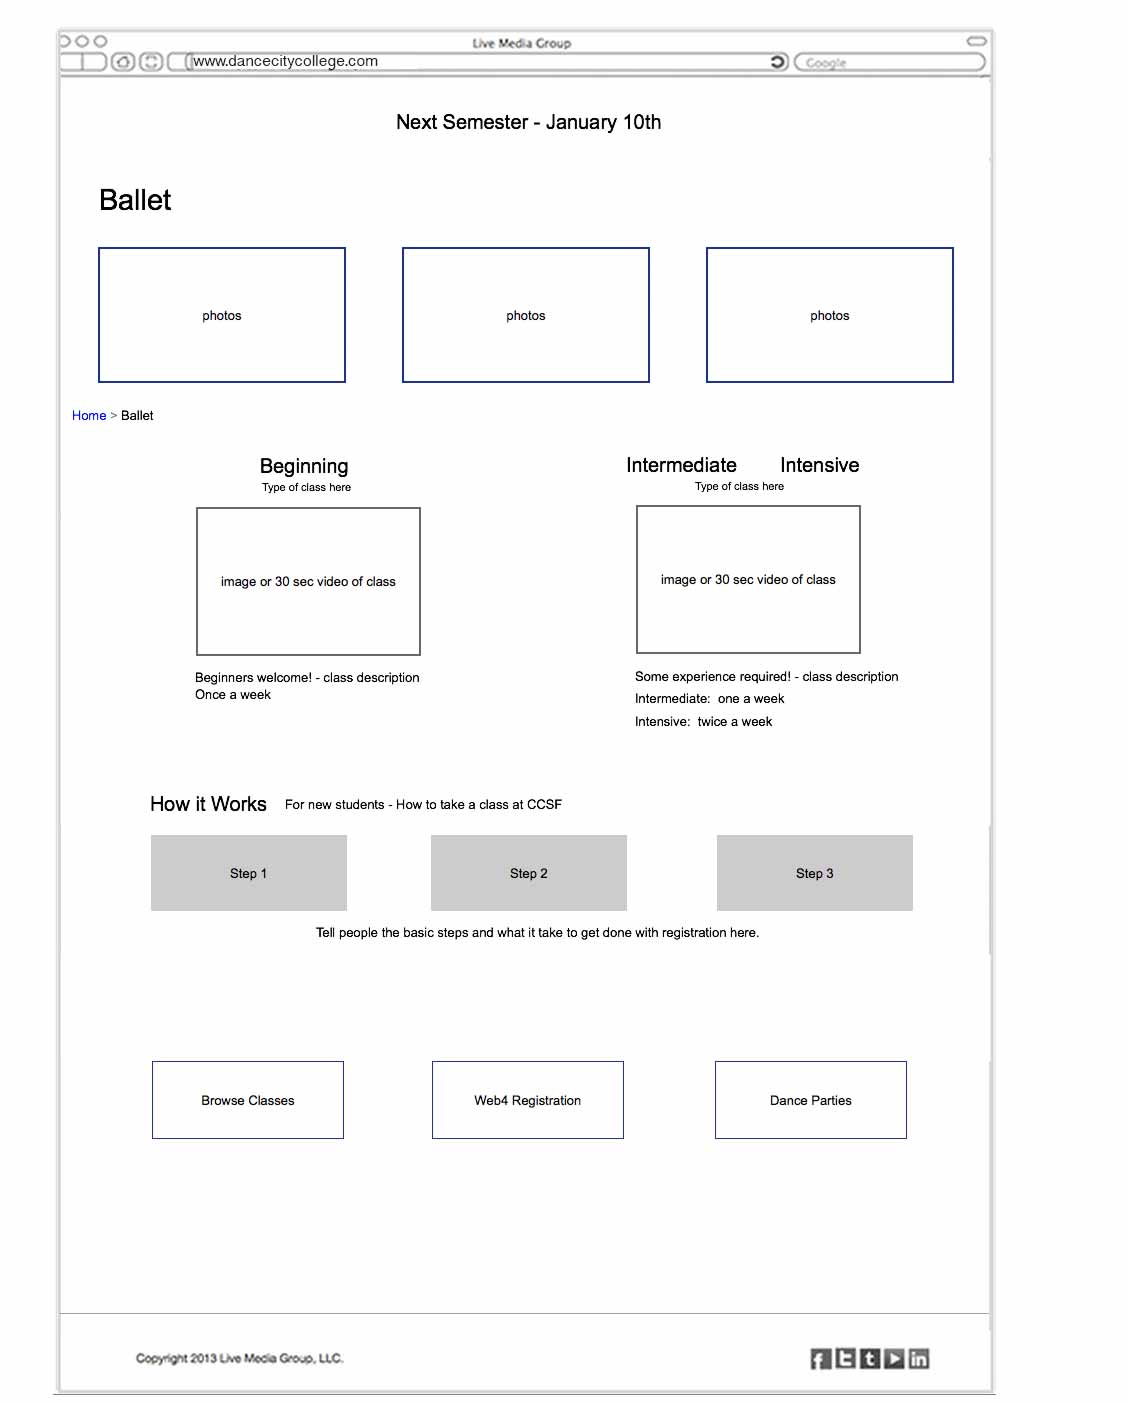 Live Media Group
www.dancecitycollege.com
Google
Next Semester - January 10th
Ballet
photos
photos
photos
Home > Ballet
Beginning
Type of class here
Intermediate Intensive
Type of class here
image or 30 sec video of class
image or 30 sec video of class
Beginners welcome! - class description
Once a week
Some experience required! - class description
Intermediate: one a week
Intensive: twice a week
How it Works For new students - How to take a class at CCSF
Step 1
Step 2
Step 3
Tell people the basic steps and what it take to get done with registration here.
Browse Classes
Web4 Registration
Dance Parties
Copyright 2013 Live Media Group, LLC.
f t t in